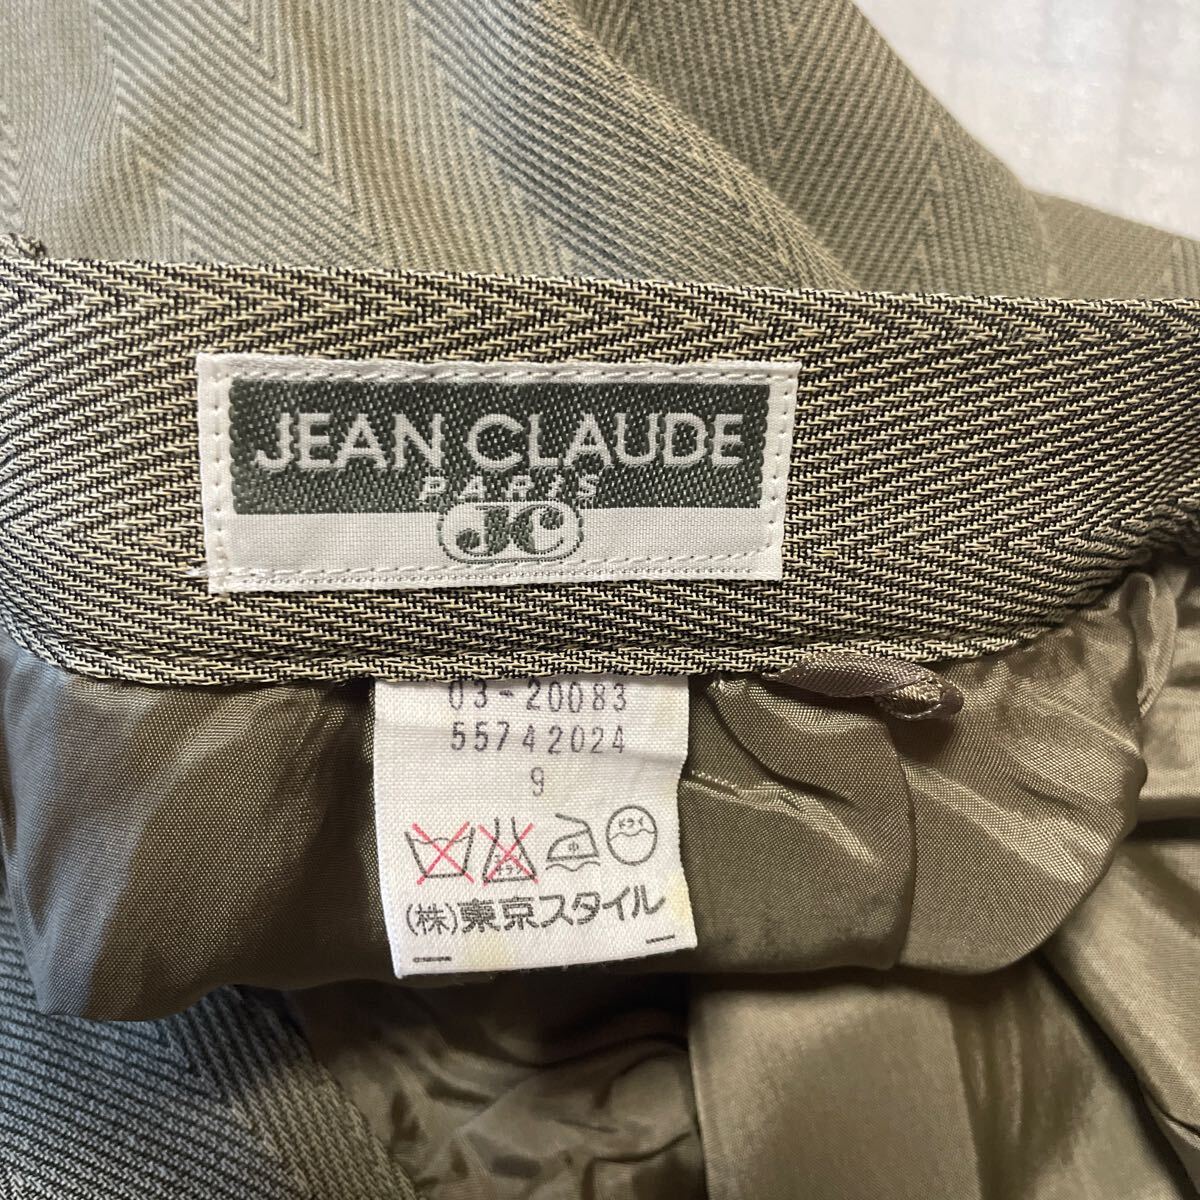 JEAN CLAUDE
PARIS
JC
03-20083
55742024
9
ドライ
(株)東京スタイル